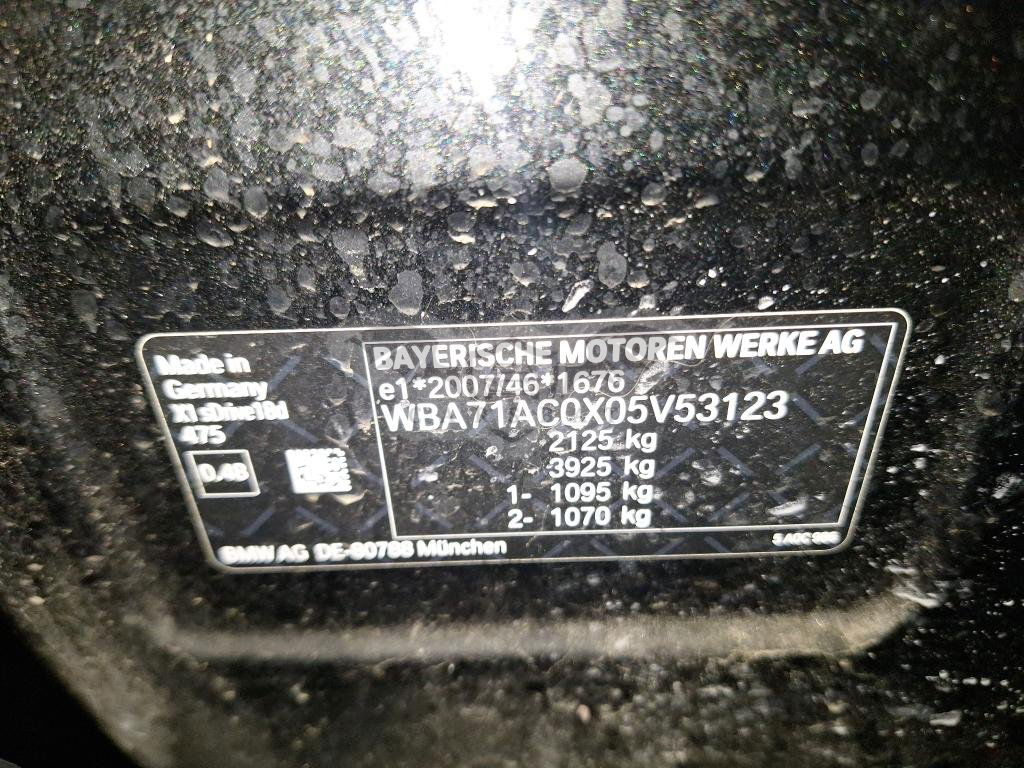 Made in
Germany
X1 sDrive18d
475
0.48
BAYERISCHE MOTOREN WERKE AG
e1*2007/46*1676
WBA71AC0X05V53123
2125 kg
3925 kg
1- 1095 kg
2- 1070 kg
BMW AG DE-80788 München